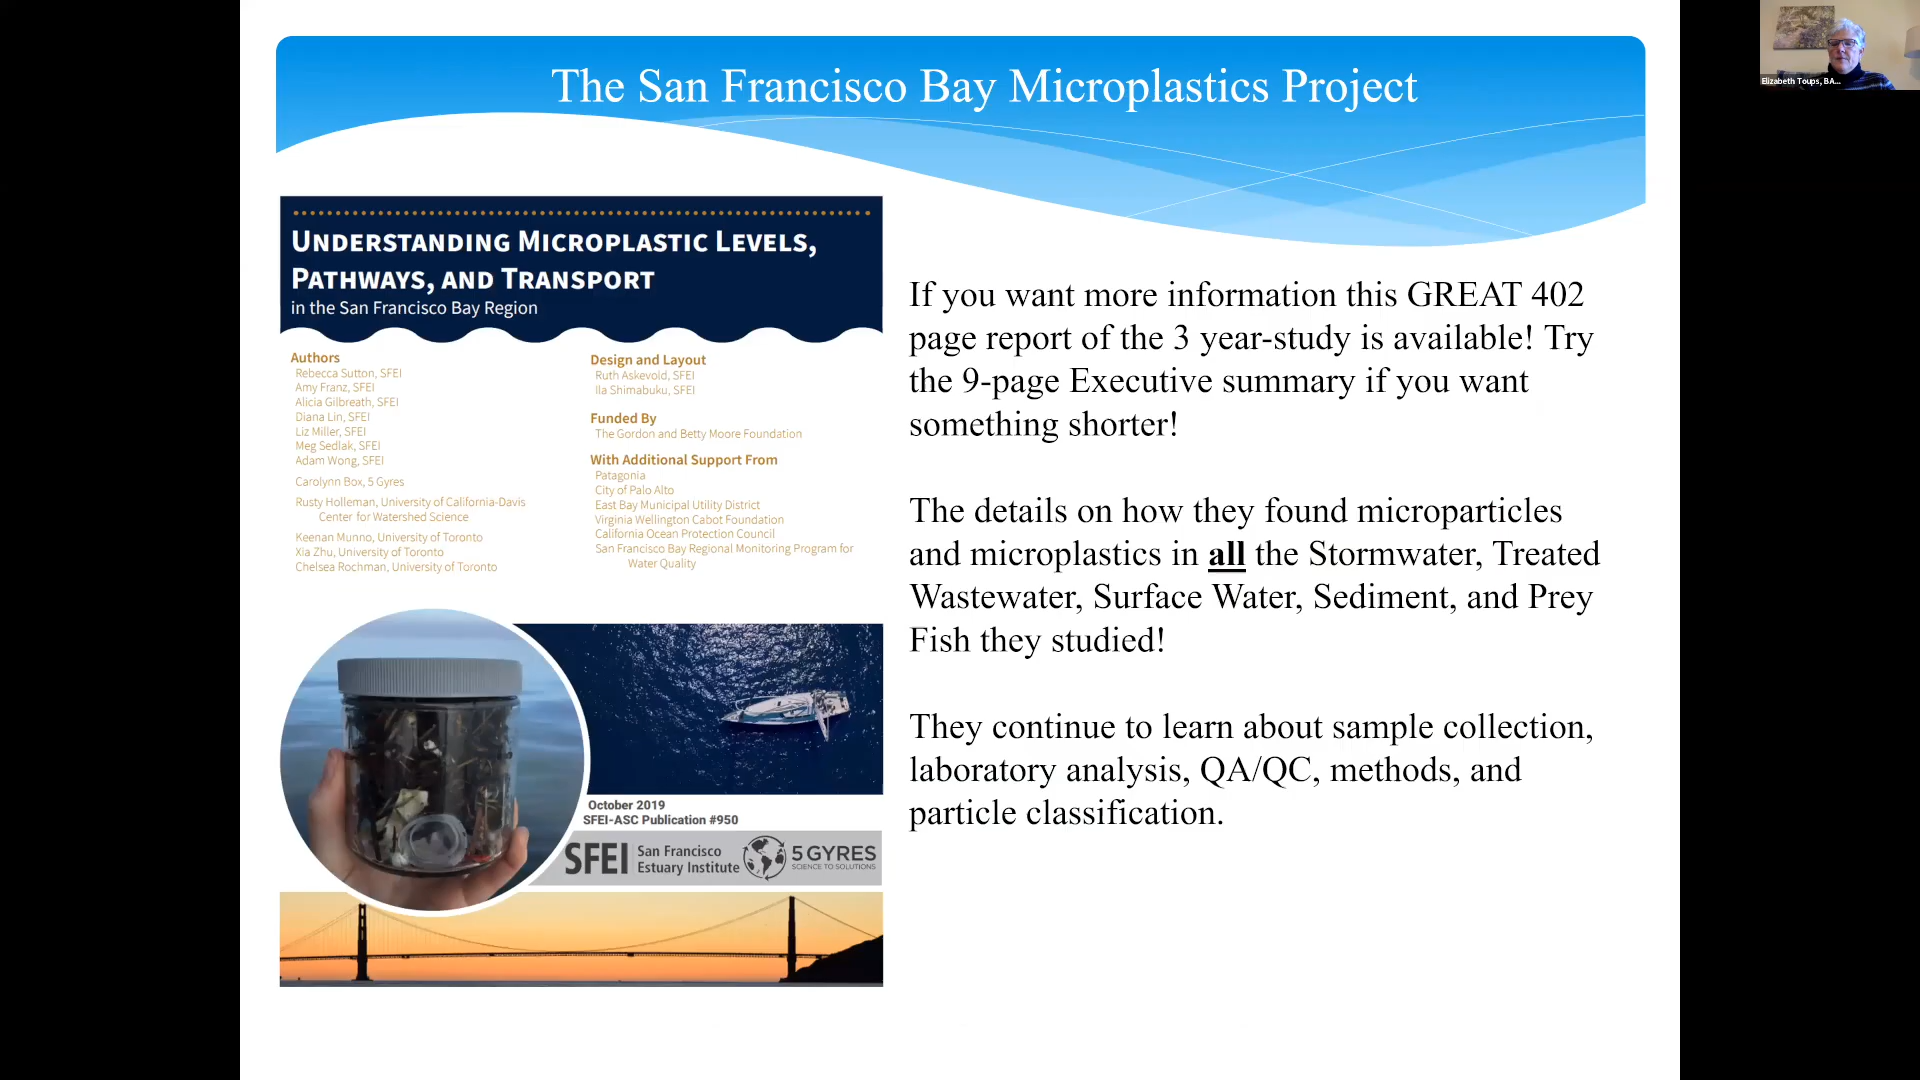 The San Francisco Bay Microplastics Project
Elizabeth Toups, BA...
UNDERSTANDING MICROPLASTIC LEVELS,
PATHWAYS, AND TRANSPORT
in the San Francisco Bay Region
Authors
Rebecca Sutton, SFEI
Amy Franz, SFEI
Alicia Gilbreath, SFEI
Diana Lin, SFEI
Liz Miller, SFEI
Meg Sedlak, SFEI
Adam Wong, SFEI
Carolynn Box, 5 Gyres
Rusty Holleman, University of California-Davis
Center for Watershed Science
Keenan Munno, University of Toronto
Xia Zhu, University of Toronto
Chelsea Rochman, University of Toronto
Design and Layout
Ruth Askevold, SFEI
Ila Shimabuku, SFEI
Funded By
The Gordon and Betty Moore Foundation
With Additional Support From
Patagonia
City of Palo Alto
East Bay Municipal Utility District
Virginia Wellington Cabot Foundation
California Ocean Protection Council
San Francisco Bay Regional Monitoring Program for
Water Quality
October 2019
SFEI-ASC Publication #950
SFEI
San Francisco
Estuary Institute
5 GYRES
SCIENCE TO SOLUTIONS
If you want more information this GREAT 402
page report of the 3 year-study is available! Try
the 9-page Executive summary if you want
something shorter!
The details on how they found microparticles
and microplastics in all the Stormwater, Treated
Wastewater, Surface Water, Sediment, and Prey
Fish they studied!
They continue to learn about sample collection,
laboratory analysis, QA/QC, methods, and
particle classification.